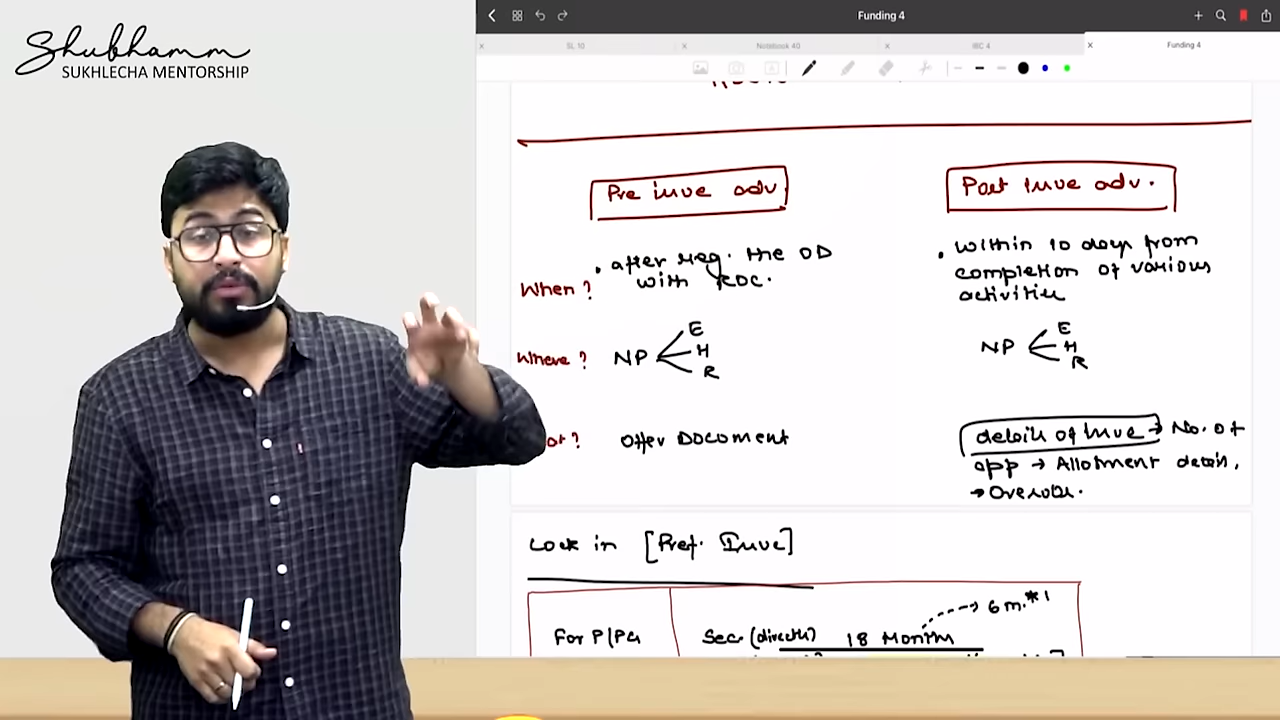 Shubhamm
SUKHLECHA MENTORSHIP
Funding 4
SL 10
Notebook 40
IBC 4
Funding 4
Pre issue adv
Post issue adv.
When?
• after reg. the OD
with ROC.
• within 10 days from
completion of various
activities
Where?
NP
E
H
R
NP
E
H
R
Offer Document
details of issue → No. of
app → Allotment detail,
Lock in [Pref. Issue]
For P/PG
Sec (directly) 18 Months
6 m.*1